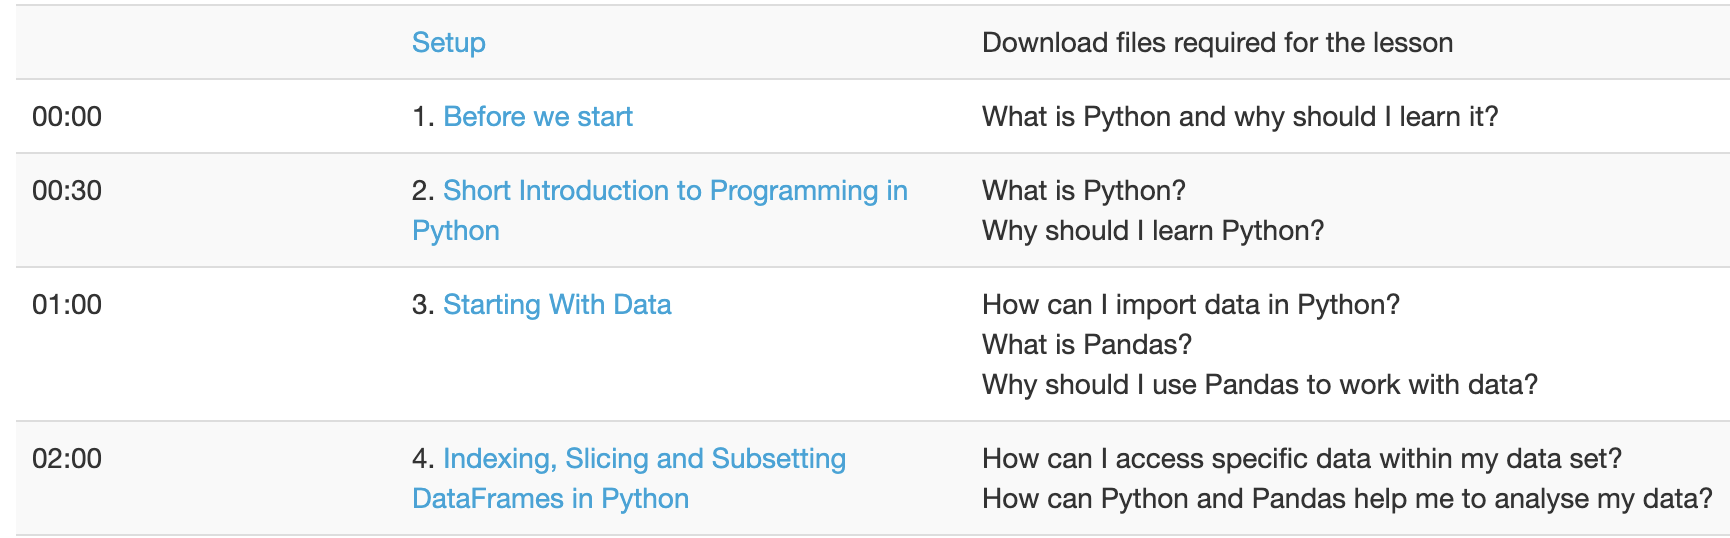 Setup
Download files required for the lesson
00:00
1. Before we start
What is Python and why should I learn it?
00:30
2. Short Introduction to Programming in
Python
What is Python?
Why should I learn Python?
01:00
3. Starting With Data
How can I import data in Python?
What is Pandas?
Why should I use Pandas to work with data?
02:00
4. Indexing, Slicing and Subsetting
DataFrames in Python
How can I access specific data within my data set?
How can Python and Pandas help me to analyse my data?